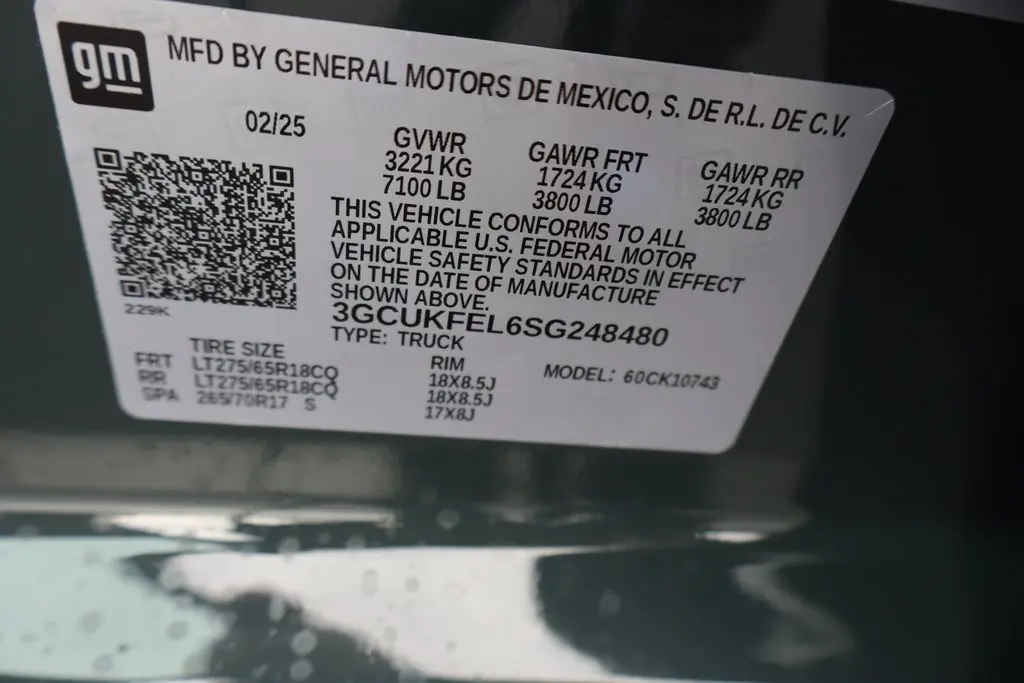 gm
MFD BY GENERAL MOTORS DE MEXICO, S. DE R.L. DE C.V.
02/25
GVWR GAWR FRT GAWR RR
3221 KG 1724 KG 1724 KG
7100 LB 3800 LB 3800 LB
THIS VEHICLE CONFORMS TO ALL
APPLICABLE U.S. FEDERAL MOTOR
VEHICLE SAFETY STANDARDS IN EFFECT
ON THE DATE OF MANUFACTURE
SHOWN ABOVE.
229K
3GCUKFEL6SG248480
TYPE: TRUCK
TIRE SIZE RIM MODEL: 60CK10743
FRT LT275/65R18CQ 18X8.5J
RR LT275/65R18CQ 18X8.5J
SPA 265/70R17 S 17X8J